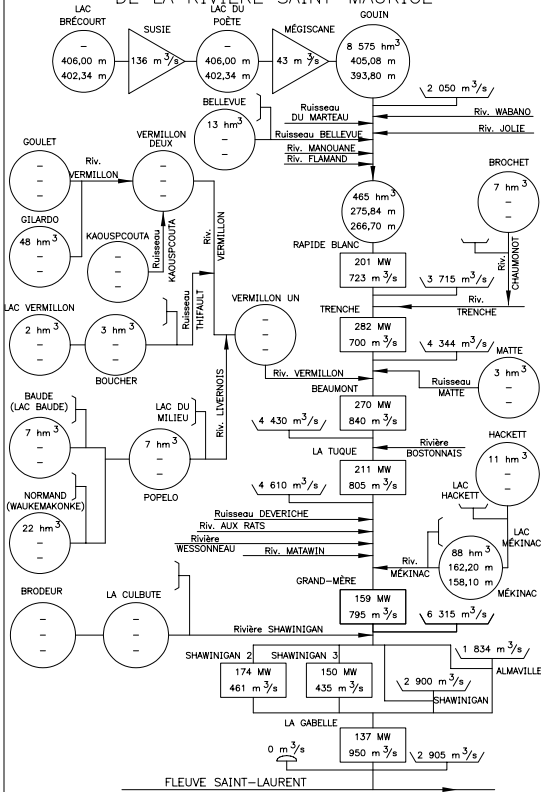 DE LA RIVIÈRE SAINT-MAURICE
LAC
BRÉCOURT
–
406,00 m
402,34 m
SUSIE
136 m³/s
LAC DU
POÈTE
–
406,00 m
402,34 m
MÉGISCANE
43 m³/s
GOUIN
8 575 hm³
405,08 m
393,80 m
2 050 m³/s
Riv. WABANO
Ruisseau
DU MARTEAU
Riv. JOLIE
BELLEVUE
13 hm³
–
–
Ruisseau BELLEVUE
Riv. MANOUANE
Riv. FLAMAND
GOULET
–
–
–
Riv.
VERMILLON
VERMILLON
DEUX
–
–
–
GILARDO
48 hm³
–
–
KAOUSPCOUTA
–
–
–
Ruisseau
KAOUSPCOUTA
Riv.
VERMILLON
BROCHET
7 hm³
–
–
Riv.
CHAUMONOT
465 hm³
275,84 m
266,70 m
RAPIDE BLANC
201 MW
723 m³/s
3 715 m³/s
Riv.
TRENCHE
TRENCHE
282 MW
700 m³/s
4 344 m³/s
LAC VERMILLON
2 hm³
–
–
3 hm³
–
–
BOUCHER
Ruisseau
THIFAULT
VERMILLON UN
–
–
–
Riv. VERMILLON
MATTE
3 hm³
–
–
Ruisseau
MATTE
BEAUMONT
270 MW
840 m³/s
4 430 m³/s
BAUDE
(LAC BAUDE)
7 hm³
–
–
LAC DU
MILIEU
7 hm³
–
–
POPELO
Riv. LIVERNOIS
NORMAND
(WAUKEMAKONKE)
22 hm³
–
–
Rivière
BOSTONNAIS
LA TUQUE
211 MW
805 m³/s
4 610 m³/s
HACKETT
11 hm³
–
–
LAC
HACKETT
LAC
MÉKINAC
Ruisseau DEVERICHE
Riv. AUX RATS
Rivière
WESSONNEAU
Riv. MATAWIN
88 hm³
162,20 m
158,10 m
MÉKINAC
Riv.
MÉKINAC
GRAND-MÈRE
159 MW
795 m³/s
6 315 m³/s
BRODEUR
–
–
–
LA CULBUTE
–
–
–
Rivière SHAWINIGAN
SHAWINIGAN 2
174 MW
461 m³/s
SHAWINIGAN 3
150 MW
435 m³/s
2 900 m³/s
SHAWINIGAN
1 834 m³/s
ALMAVILLE
LA GABELLE
137 MW
950 m³/s
0 m³/s
2 905 m³/s
FLEUVE SAINT-LAURENT